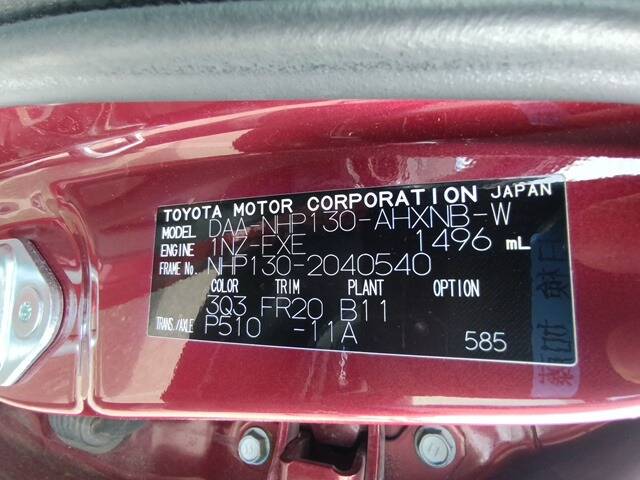 TOYOTA MOTOR CORPORATION JAPAN
MODEL DAA-NHP130-AHXNB-W
ENGINE 1NZ-FXE 1496 mL
FRAME No. NHP130-2040540
COLOR TRIM PLANT OPTION
3Q3 FR20 B11
TRANS./AXLE P510 -11A
585